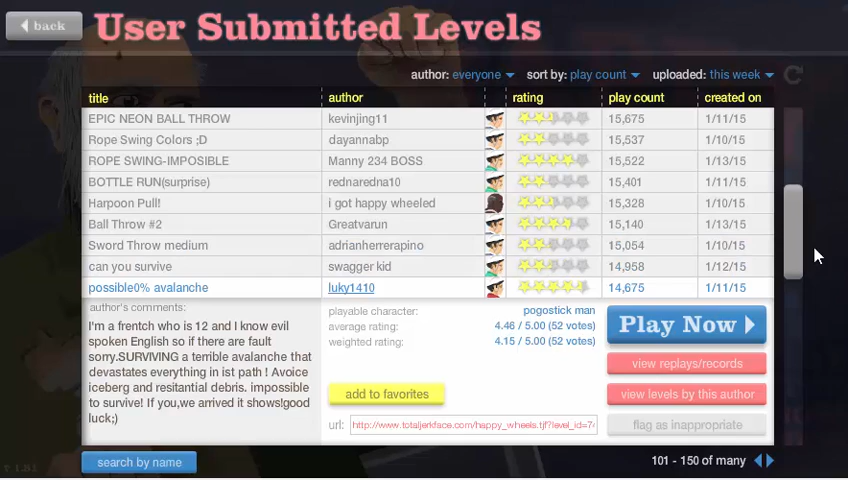 back
User Submitted Levels
author: everyone sort by: play count uploaded: this week
title author rating play count created on
EPIC NEON BALL THROW kevinjing11 15,675 1/11/15
Rope Swing Colors ;D dayannabp 15,537 1/10/15
ROPE SWING-IMPOSIBLE Manny 234 BOSS 15,522 1/13/15
BOTTLE RUN(surprise) rednaredna10 15,401 1/11/15
Harpoon Pull! i got happy wheeled 15,328 1/10/15
Ball Throw #2 Greatvarun 15,140 1/13/15
Sword Throw medium adrianherrerapino 15,054 1/10/15
can you survive swagger kid 14,958 1/12/15
possible0% avalanche luky1410 14,675 1/11/15
author's comments:
I'm a frentch who is 12 and I know evil
spoken English so if there are fault
sorry.SURVIVING a terrible avalanche that
devastates everything in ist path ! Avoice
iceberg and resitantial debris. impossible
to survive! If you,we arrived it shows!good
luck;)
playable character: pogostick man
average rating: 4.46 / 5.00 (52 votes)
weighted rating: 4.15 / 5.00 (52 votes)
add to favorites
url: http://www.totaljerkface.com/happy_wheels.tjf?level_id=7
Play Now
view replays/records
view levels by this author
flag as inappropriate
search by name
101 - 150 of many
v 1.81